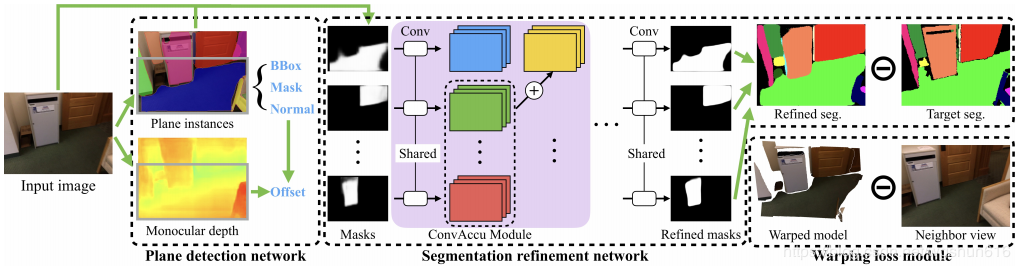 Input image
Plane instances
BBox
Mask
Normal
Offset
Monocular depth
Plane detection network
Masks
Conv
Shared
+
ConvAccu Module
...
Conv
Shared
Refined masks
Segmentation refinement network
Refined seg.
Target seg.
Warped model
Neighbor view
Warping loss module